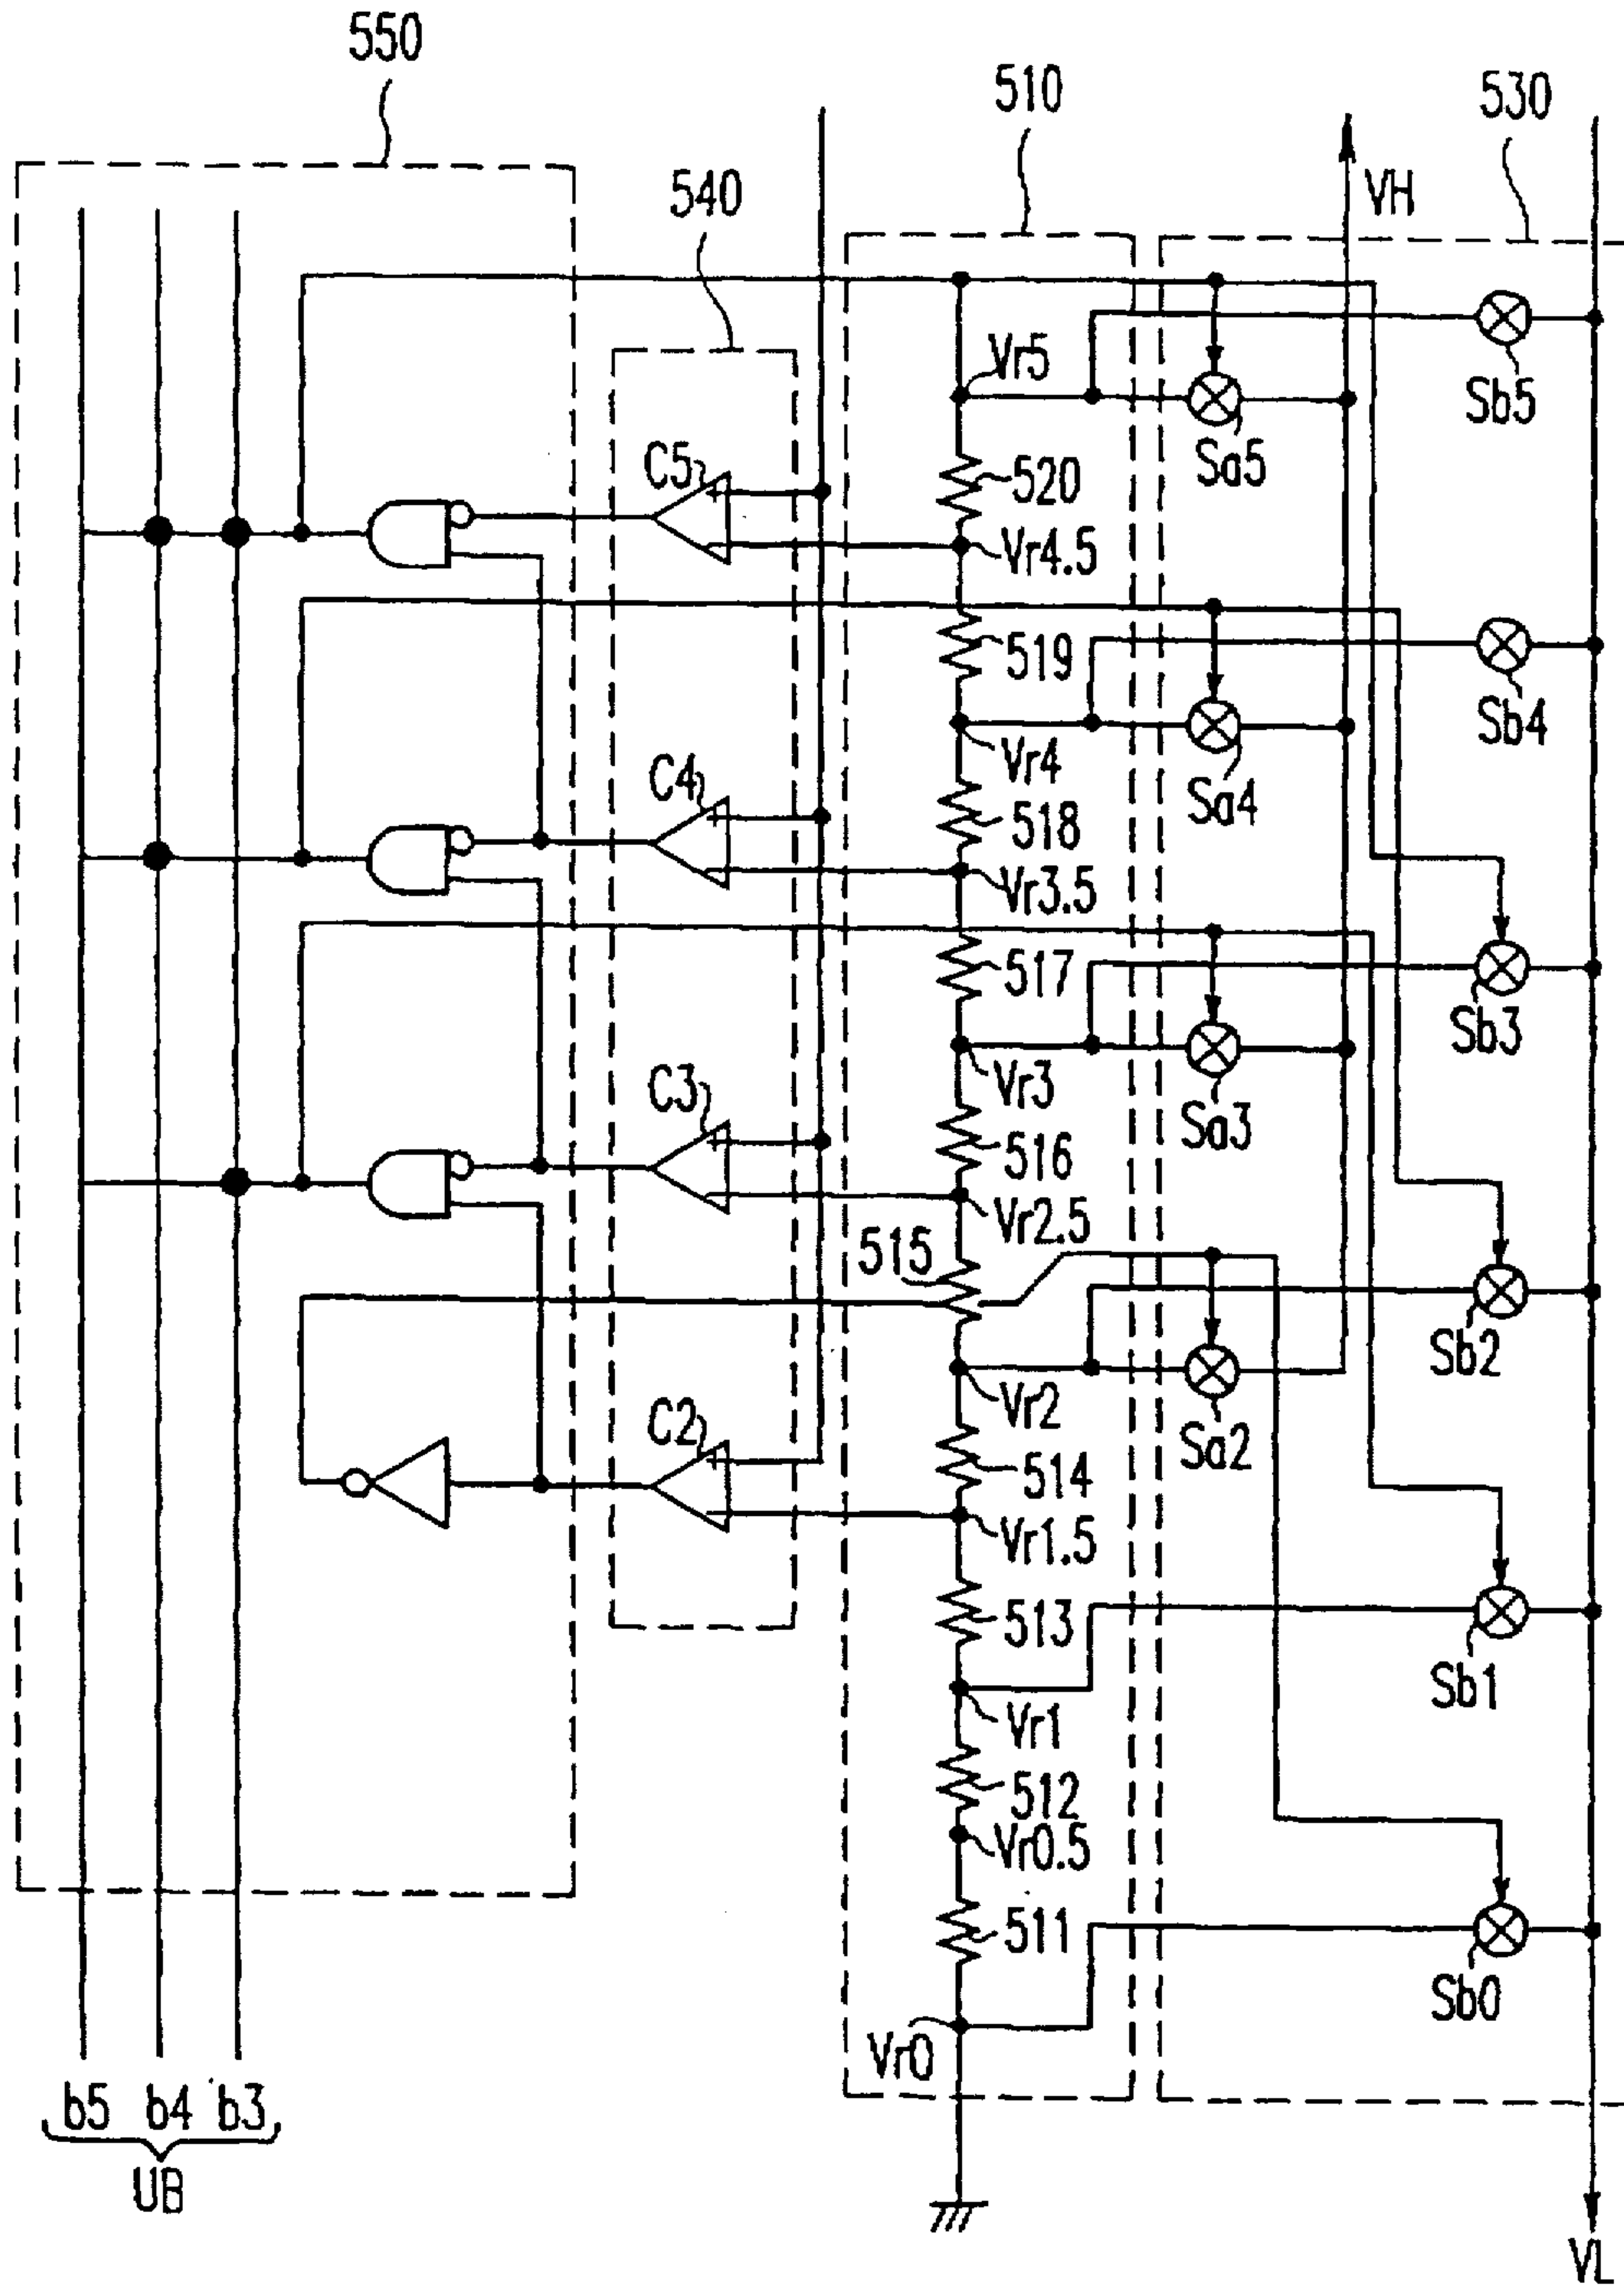 550
510
530
540
VH
Vr5
Sb5
C5
520
Sa5
Vr4.5
519
Sb4
C4
Vr4
518
Sa4
Vr3.5
517
Sb3
C3
Vr3
516
Sa3
Vr2.5
515
Sb2
C2
Vr2
514
Sa2
Vr1.5
513
Sb1
Vr1
512
Vr0.5
511
Sb0
Vr0
b5 b4 b3
UB
VL